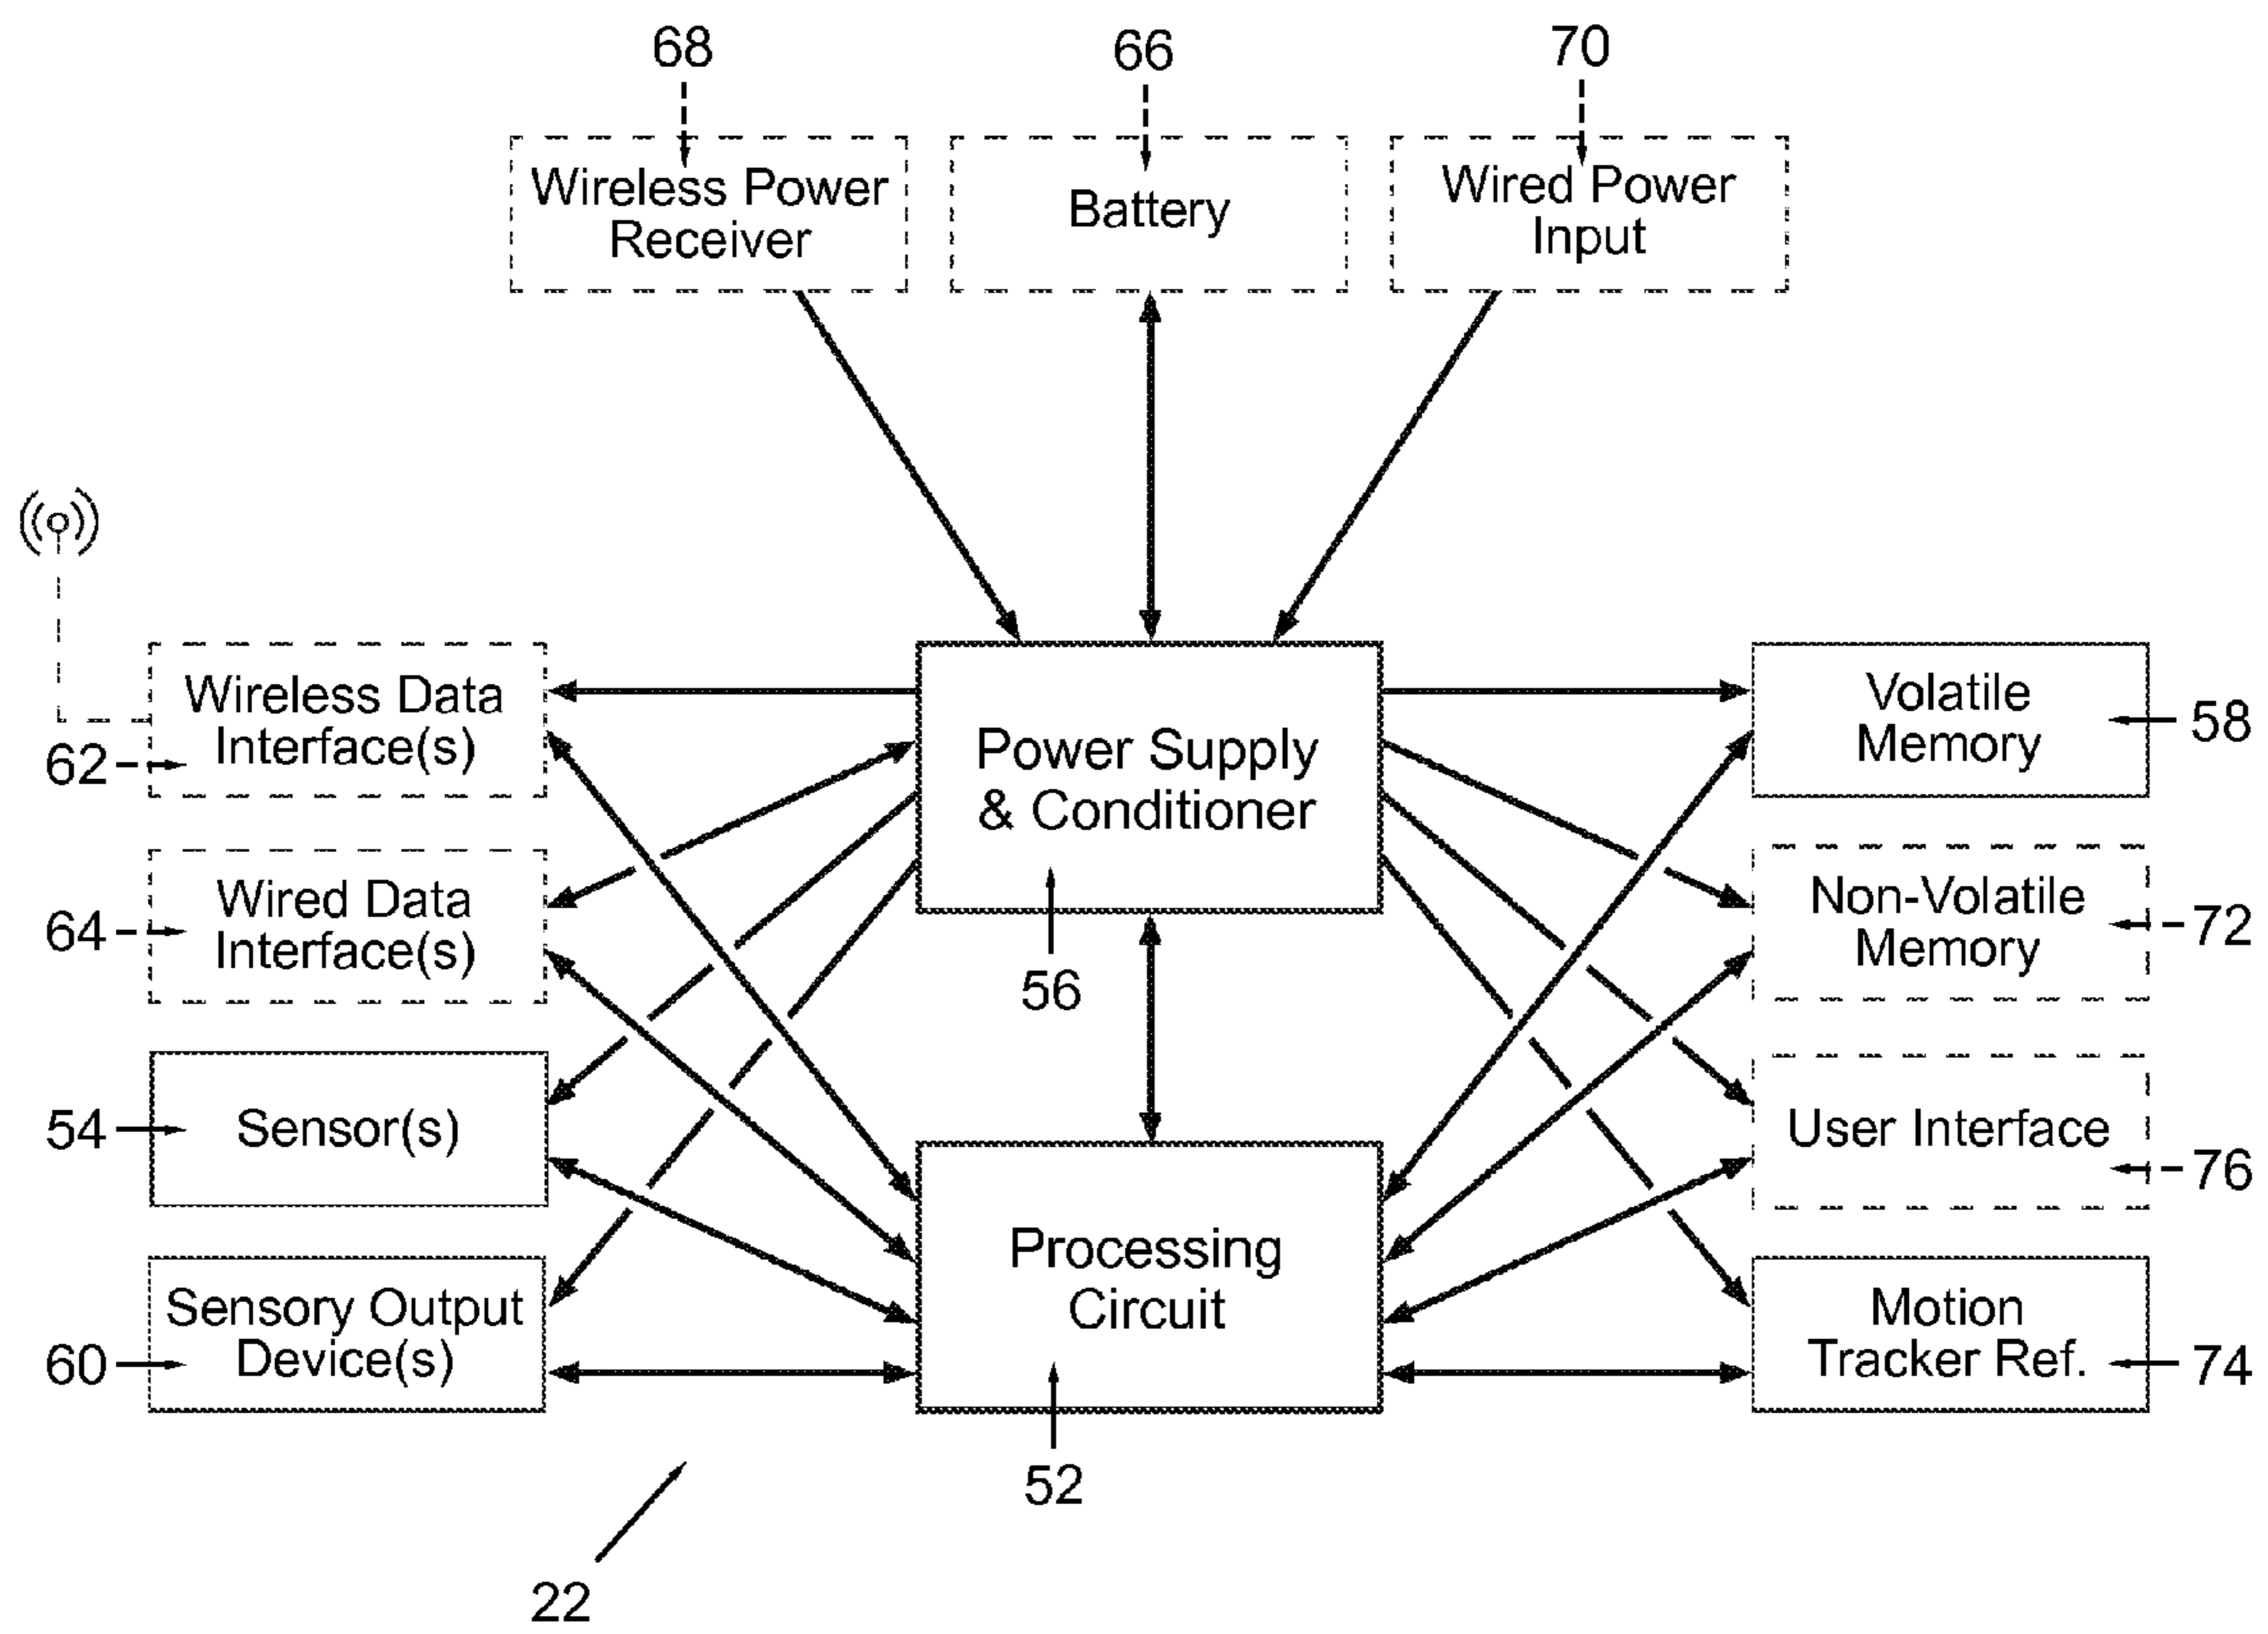 68
66
70
Wireless Power
Receiver
Battery
Wired Power
Input
Wireless Data
Interface(s)
62
Power Supply
& Conditioner
56
Volatile
Memory
58
Wired Data
Interface(s)
64
Non-Volatile
Memory
72
Sensor(s)
54
User Interface
76
Sensory Output
Device(s)
60
Processing
Circuit
52
Motion
Tracker Ref.
74
22